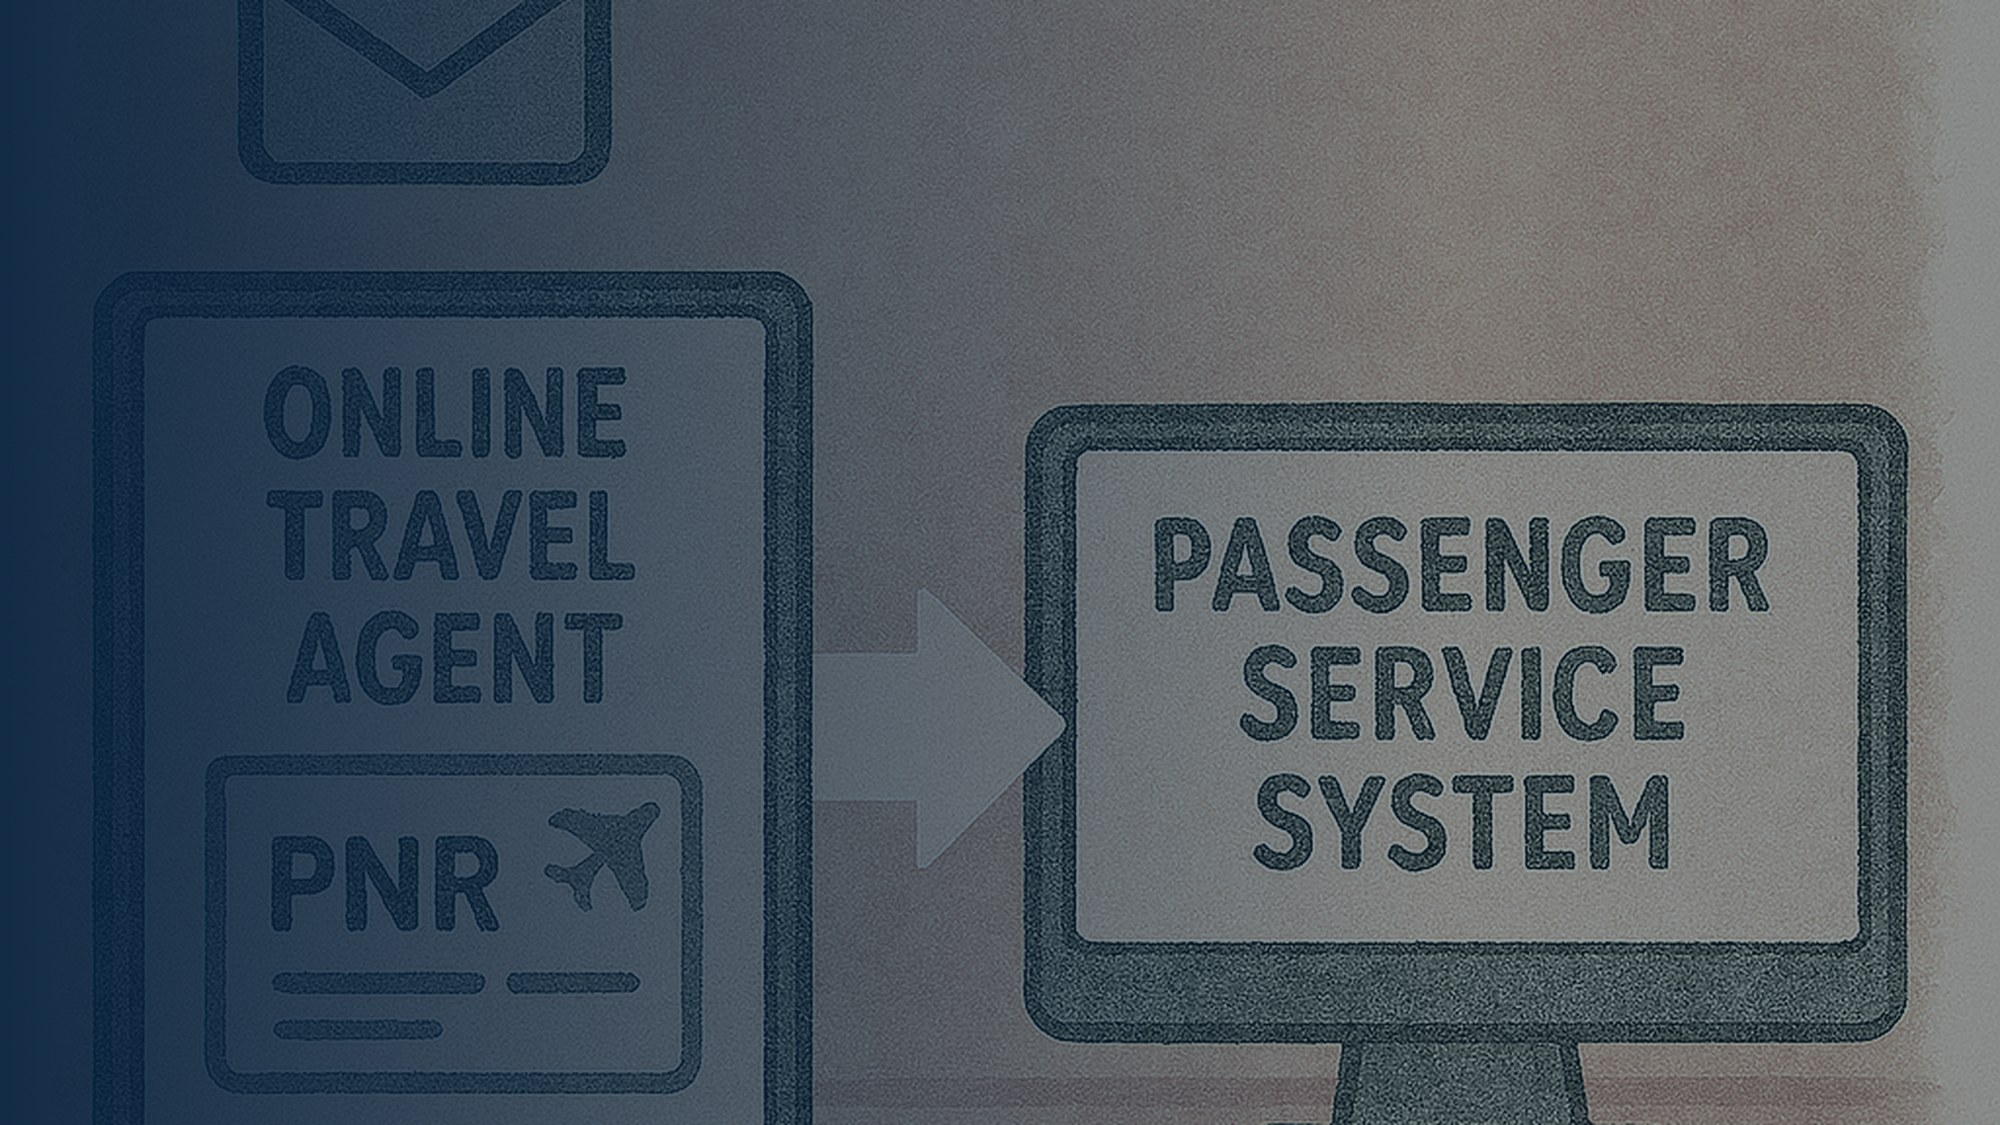 ONLINE
TRAVEL
AGENT
PNR
PASSENGER
SERVICE
SYSTEM